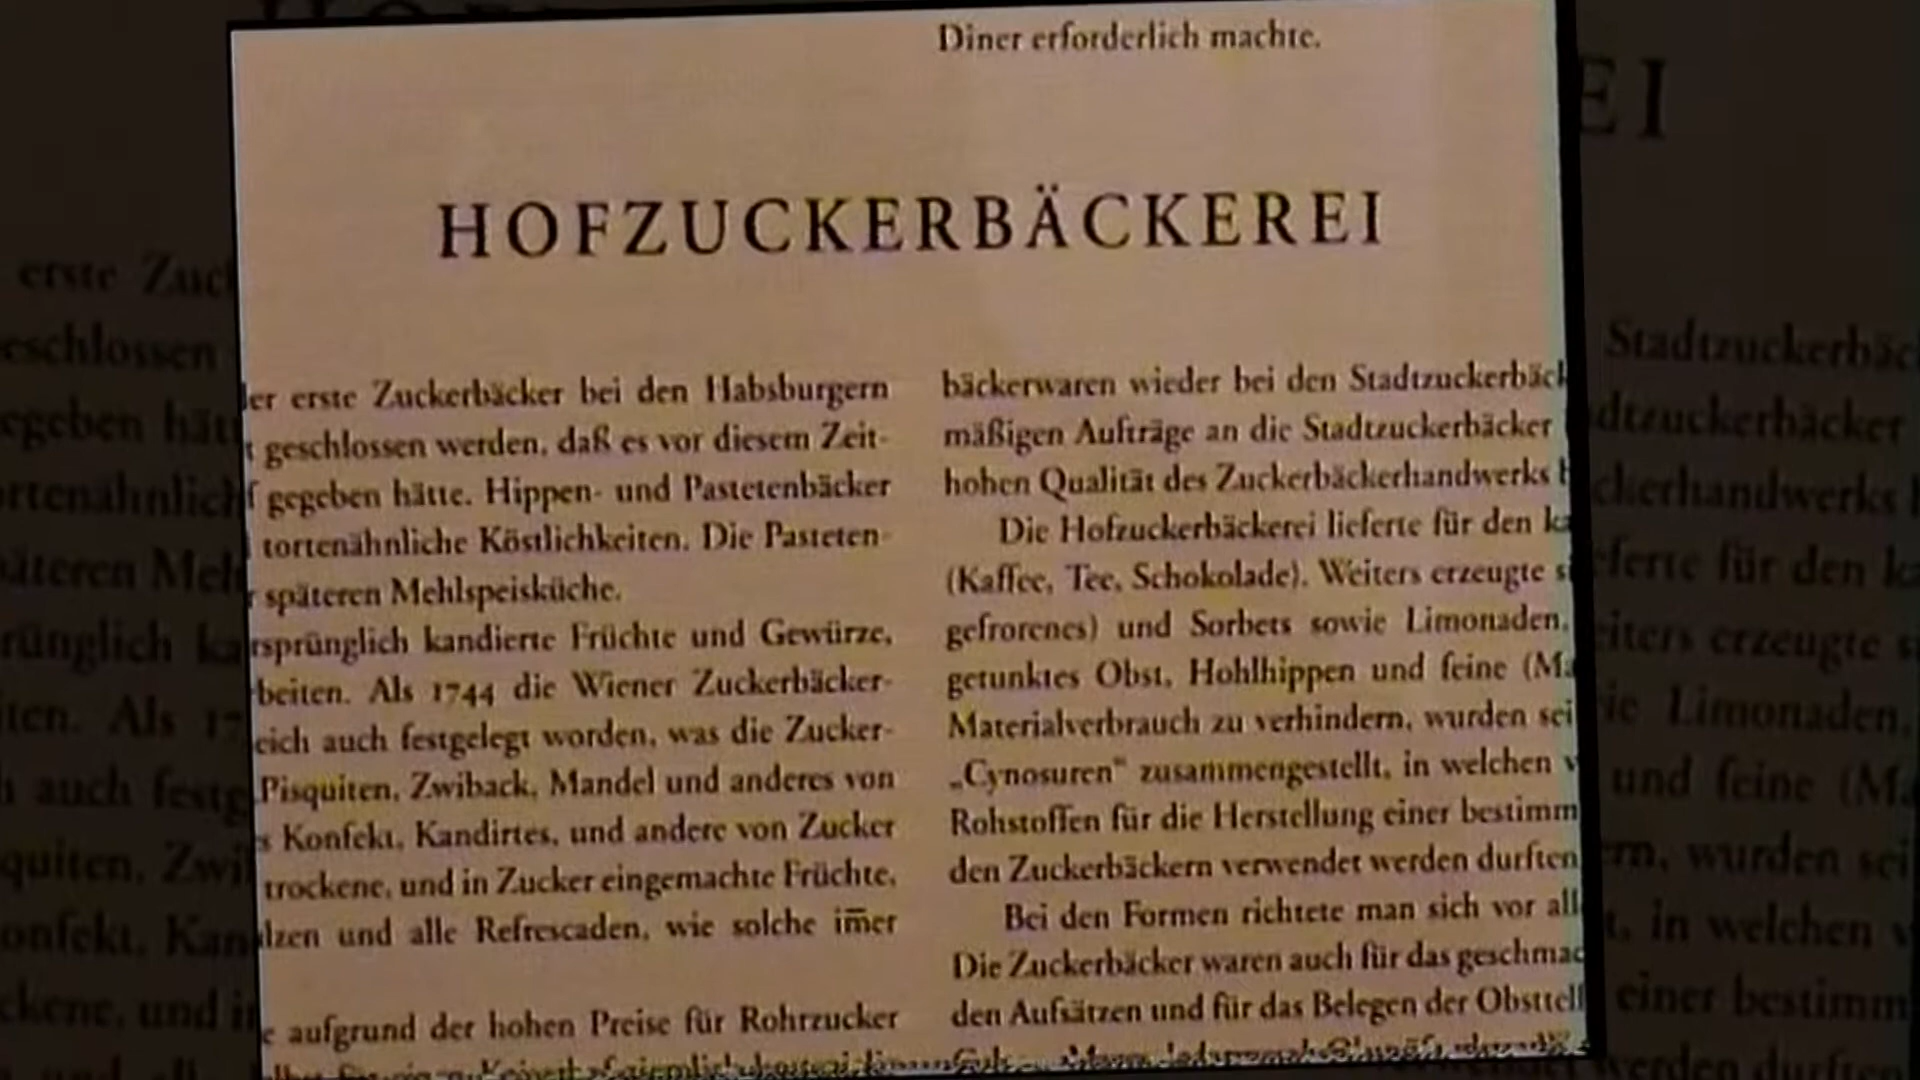 Diner erforderlich machte.
HOFZUCKERBÄCKEREI
erste Zuckerbäcker bei den Habsburgern
geschlossen werden, daß es vor diesem Zeit-
gegeben hätte. Hippen- und Pastetenbäcker
tortenähnliche Köstlichkeiten. Die Pasteten-
späteren Mehlspeisküche.
rsprünglich kandierte Früchte und Gewürze,
beiten. Als 1744 die Wiener Zuckerbäcker-
eich auch festgelegt worden, was die Zucker-
Pisquiten, Zwiback, Mandel und anderes von
Konfekt, Kandirtes, und andere von Zucker
trockene, und in Zucker eingemachte Früchte,
lzen und alle Refrescaden, wie solche im̅er
aufgrund der hohen Preise für Rohrzucker
bäckerwaren wieder bei den Stadtzuckerbäck
mäßigen Aufträge an die Stadtzuckerbäcker
hohen Qualität des Zuckerbäckerhandwerks
Die Hofzuckerbäckerei lieferte für den ka
(Kaffee, Tee, Schokolade). Weiters erzeugte si
gefrorenes) und Sorbets sowie Limonaden,
getunktes Obst, Hohlhippen und feine (Ma
Materialverbrauch zu verhindern, wurden sei
„Cynosuren“ zusammengestellt, in welchen v
Rohstoffen für die Herstellung einer bestimm
den Zuckerbäckern verwendet werden durften
Bei den Formen richtete man sich vor all
Die Zuckerbäcker waren auch für das geschmac
den Aufsätzen und für das Belegen der Obsttell